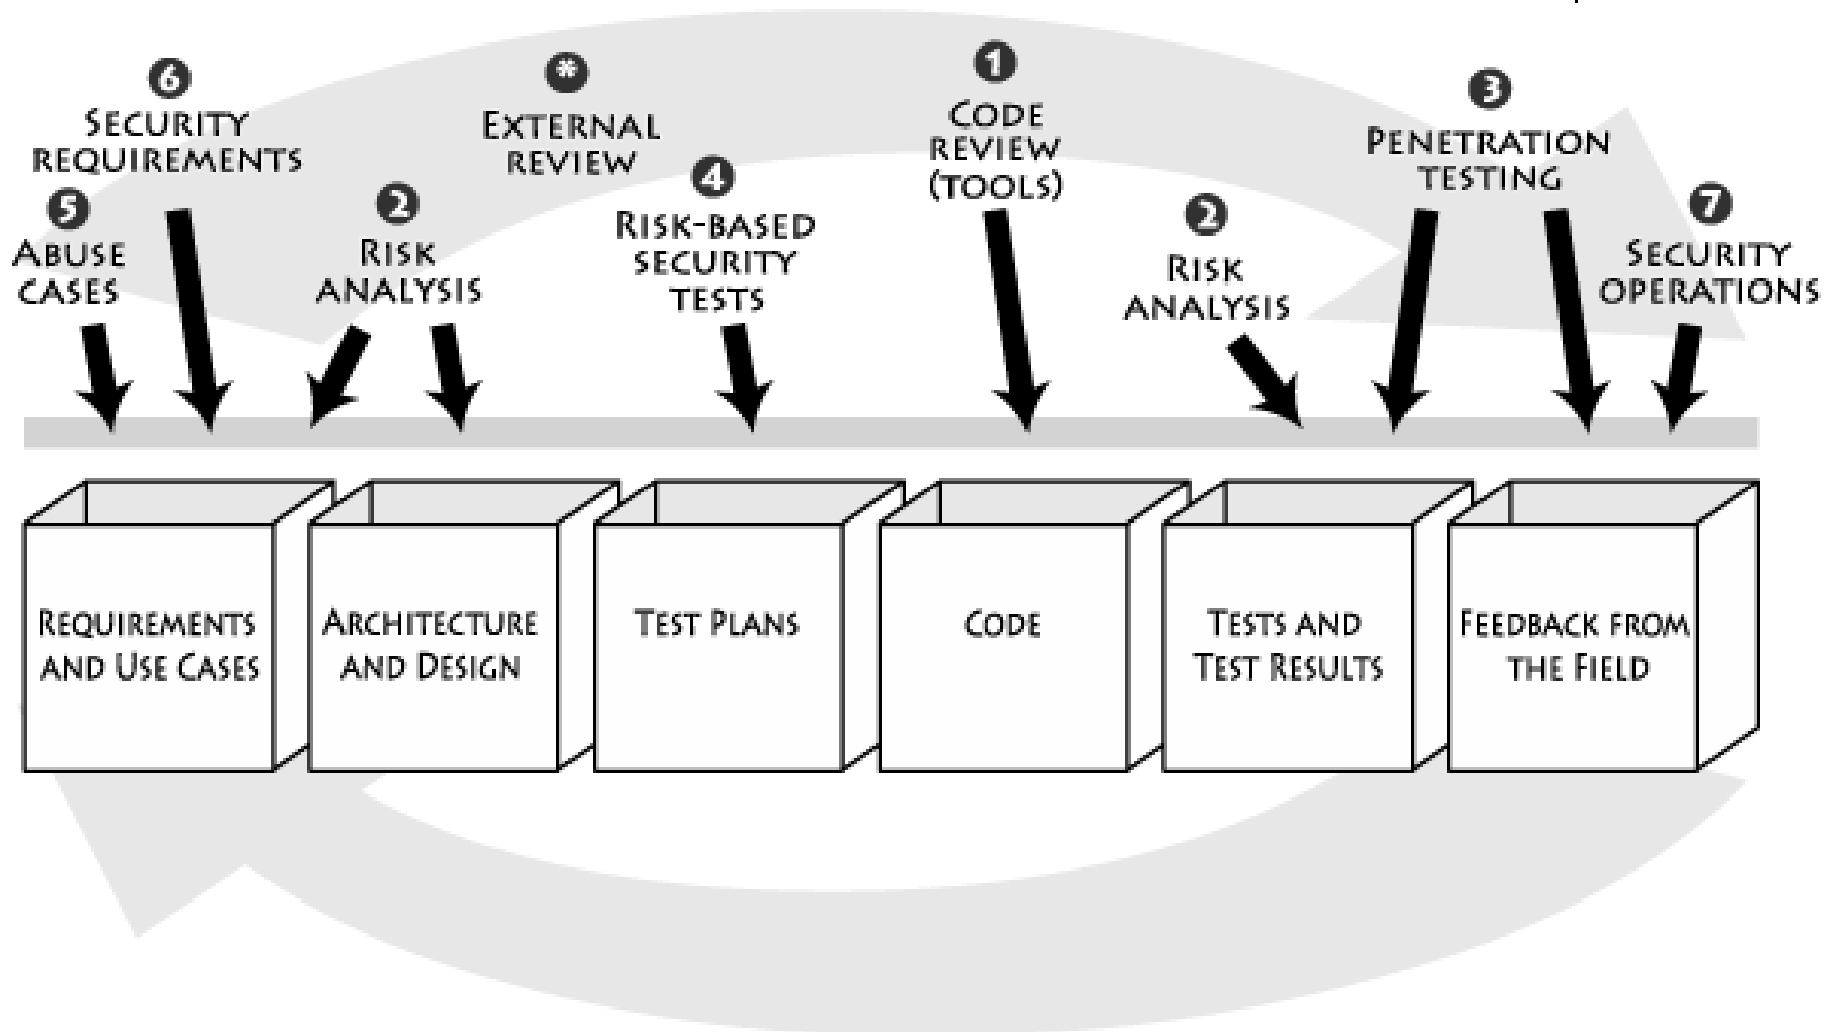 6
SECURITY
REQUIREMENTS
5
ABUSE
CASES
2
RISK
ANALYSIS
*
EXTERNAL
REVIEW
4
RISK-BASED
SECURITY
TESTS
1
CODE
REVIEW
(TOOLS)
2
RISK
ANALYSIS
3
PENETRATION
TESTING
7
SECURITY
OPERATIONS
REQUIREMENTS
AND USE CASES
ARCHITECTURE
AND DESIGN
TEST PLANS
CODE
TESTS AND
TEST RESULTS
FEEDBACK FROM
THE FIELD